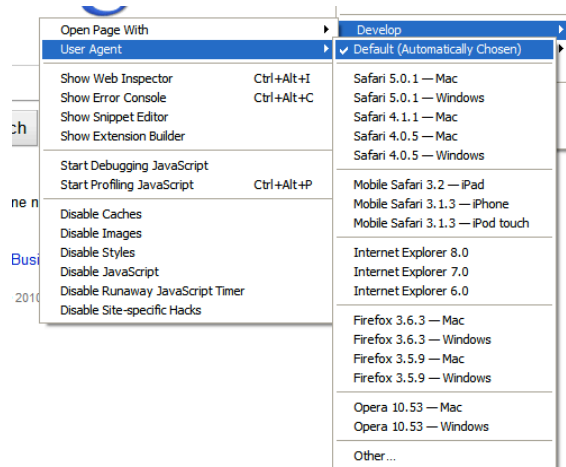 Develop
Open Page With
User Agent
Show Web Inspector Ctrl+Alt+I
Show Error Console Ctrl+Alt+C
Show Snippet Editor
Show Extension Builder
Start Debugging JavaScript
Start Profiling JavaScript Ctrl+Alt+P
Disable Caches
Disable Images
Disable Styles
Disable JavaScript
Disable Runaway JavaScript Timer
Disable Site-specific Hacks
Default (Automatically Chosen)
Safari 5.0.1 — Mac
Safari 5.0.1 — Windows
Safari 4.1.1 — Mac
Safari 4.0.5 — Mac
Safari 4.0.5 — Windows
Mobile Safari 3.2 — iPad
Mobile Safari 3.1.3 — iPhone
Mobile Safari 3.1.3 — iPod touch
Internet Explorer 8.0
Internet Explorer 7.0
Internet Explorer 6.0
Firefox 3.6.3 — Mac
Firefox 3.6.3 — Windows
Firefox 3.5.9 — Mac
Firefox 3.5.9 — Windows
Opera 10.53 — Mac
Opera 10.53 — Windows
Other...
ch
ne n
Busi
2010